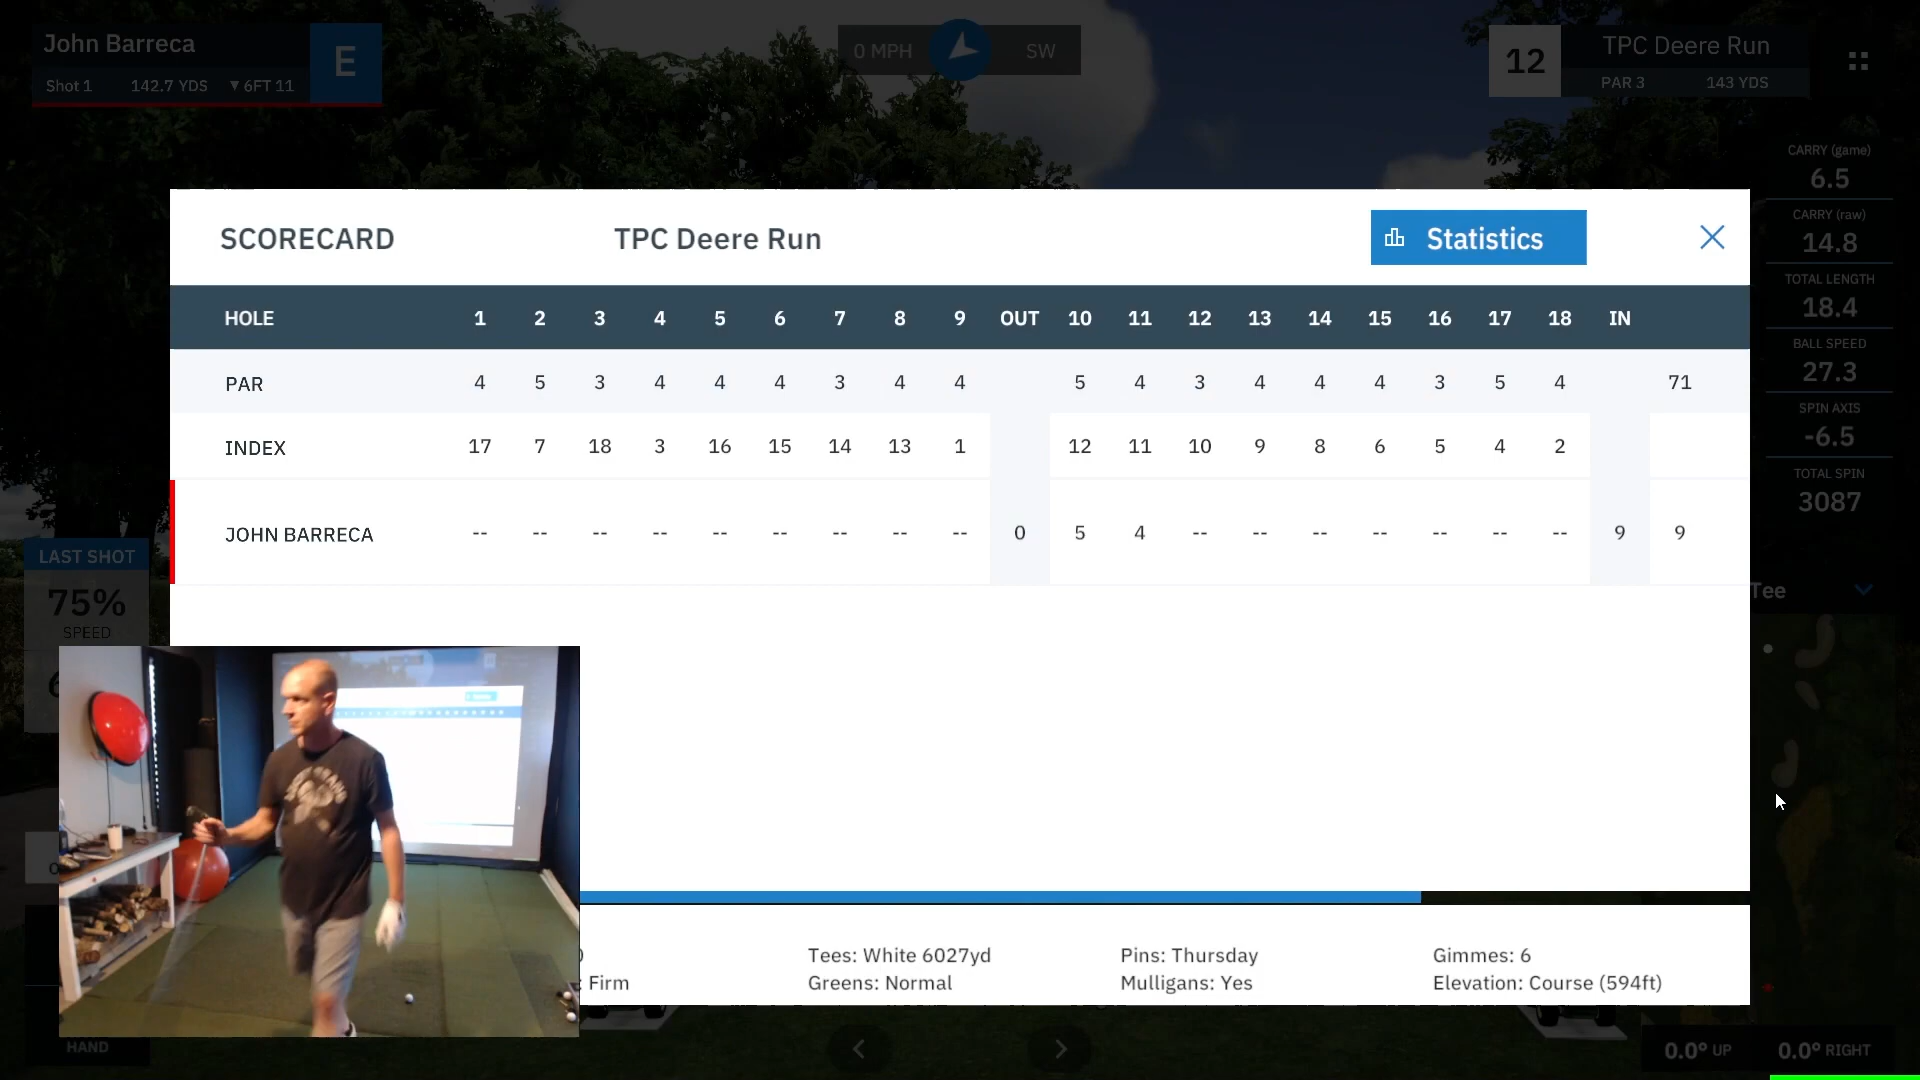 John Barreca
E
Shot 1 142.7 YDS ▼6FT 11
0 MPH SW
12 TPC Deere Run
PAR 3 143 YDS
CARRY (game)
6.5
CARRY (raw)
14.8
TOTAL LENGTH
18.4
BALL SPEED
27.3
SPIN AXIS
-6.5
TOTAL SPIN
3087
SCORECARD TPC Deere Run Statistics
HOLE 1 2 3 4 5 6 7 8 9 OUT 10 11 12 13 14 15 16 17 18 IN
PAR 4 5 3 4 4 4 3 4 4 5 4 3 4 4 4 3 5 4 71
INDEX 17 7 18 3 16 15 14 13 1 12 11 10 9 8 6 5 4 2
JOHN BARRECA -- -- -- -- -- -- -- -- -- 0 5 4 -- -- -- -- -- -- -- 9 9
LAST SHOT
75%
SPEED
Tee
Tees: White 6027yd Pins: Thursday Gimmes: 6
: Firm Greens: Normal Mulligans: Yes Elevation: Course (594ft)
HAND
0.0° UP 0.0° RIGHT